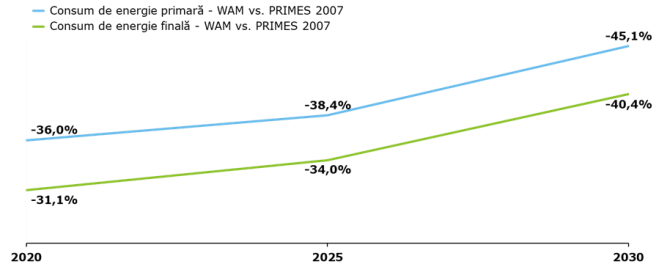 Consum de energie primară - WAM vs. PRIMES 2007
Consum de energie finală - WAM vs. PRIMES 2007
-45,1%
-40,4%
-38,4%
-36,0%
-34,0%
-31,1%
2020 2025 2030